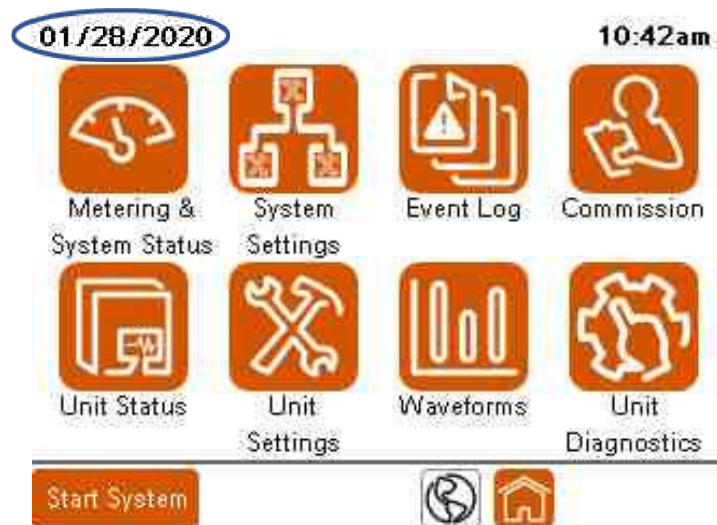 01/28/2020 10:42am
Metering & System Event Log Commission
System Status Settings
Unit Status Unit Waveforms Unit
Settings Diagnostics
Start System